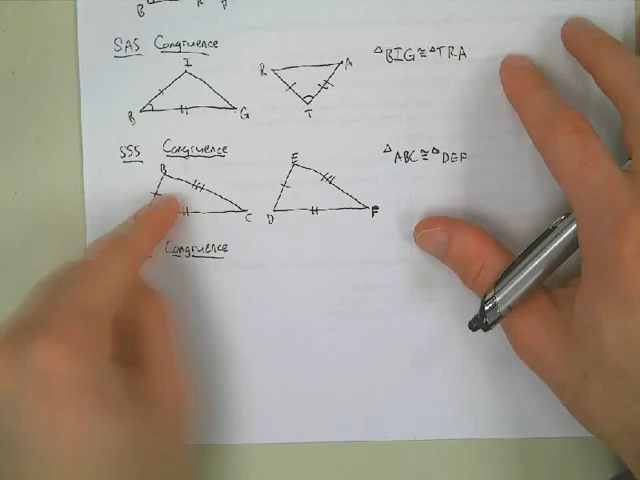 B
SAS Congruence
I
B
G
R
A
T
△BIG ≅ △TRA
SSS Congruence
B
C
E
D
F
△ABC ≅ △DEF
Congruence